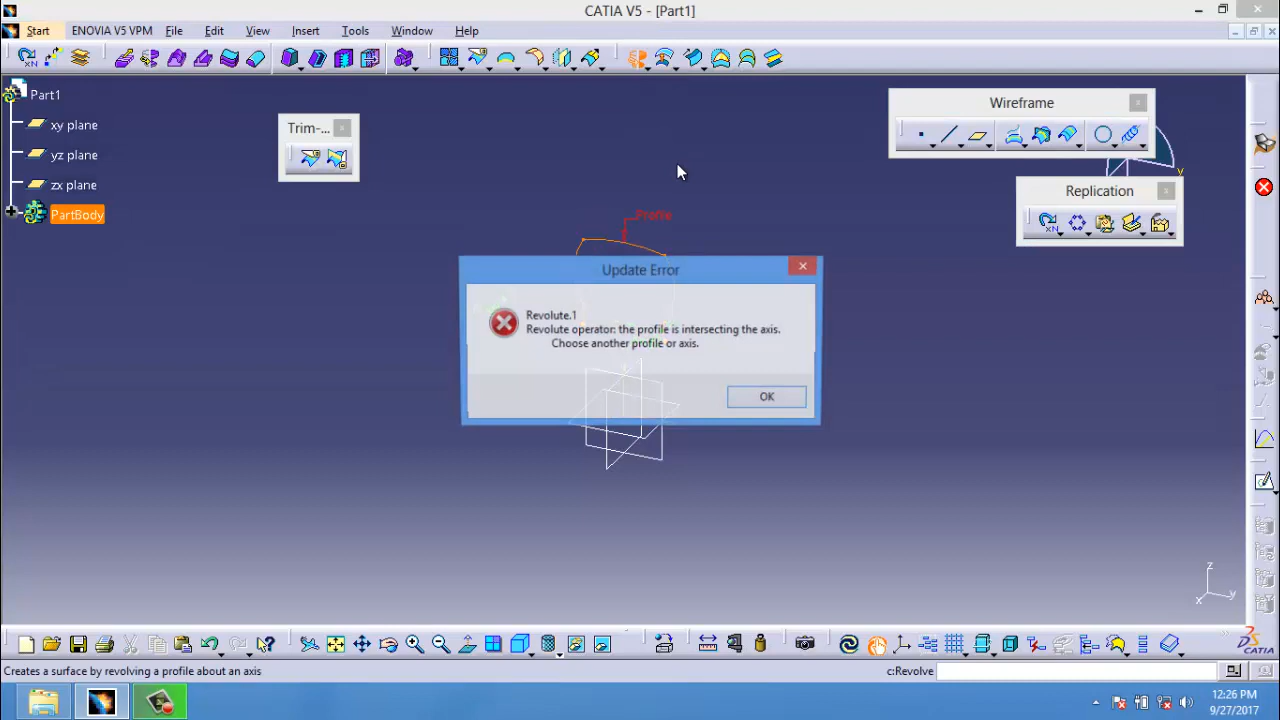 CATIA V5 - [Part1]
Start ENOVIA V5 VPM File Edit View Insert Tools Window Help
Part1
xy plane
yz plane
zx plane
PartBody
Trim-...
Wireframe
Replication
Profile
y
Update Error
Revolute.1
Revolute operator: the profile is intersecting the axis.
Choose another profile or axis.
OK
z
x y
CATIA
Creates a surface by revolving a profile about an axis
c:Revolve
12:26 PM
9/27/2017